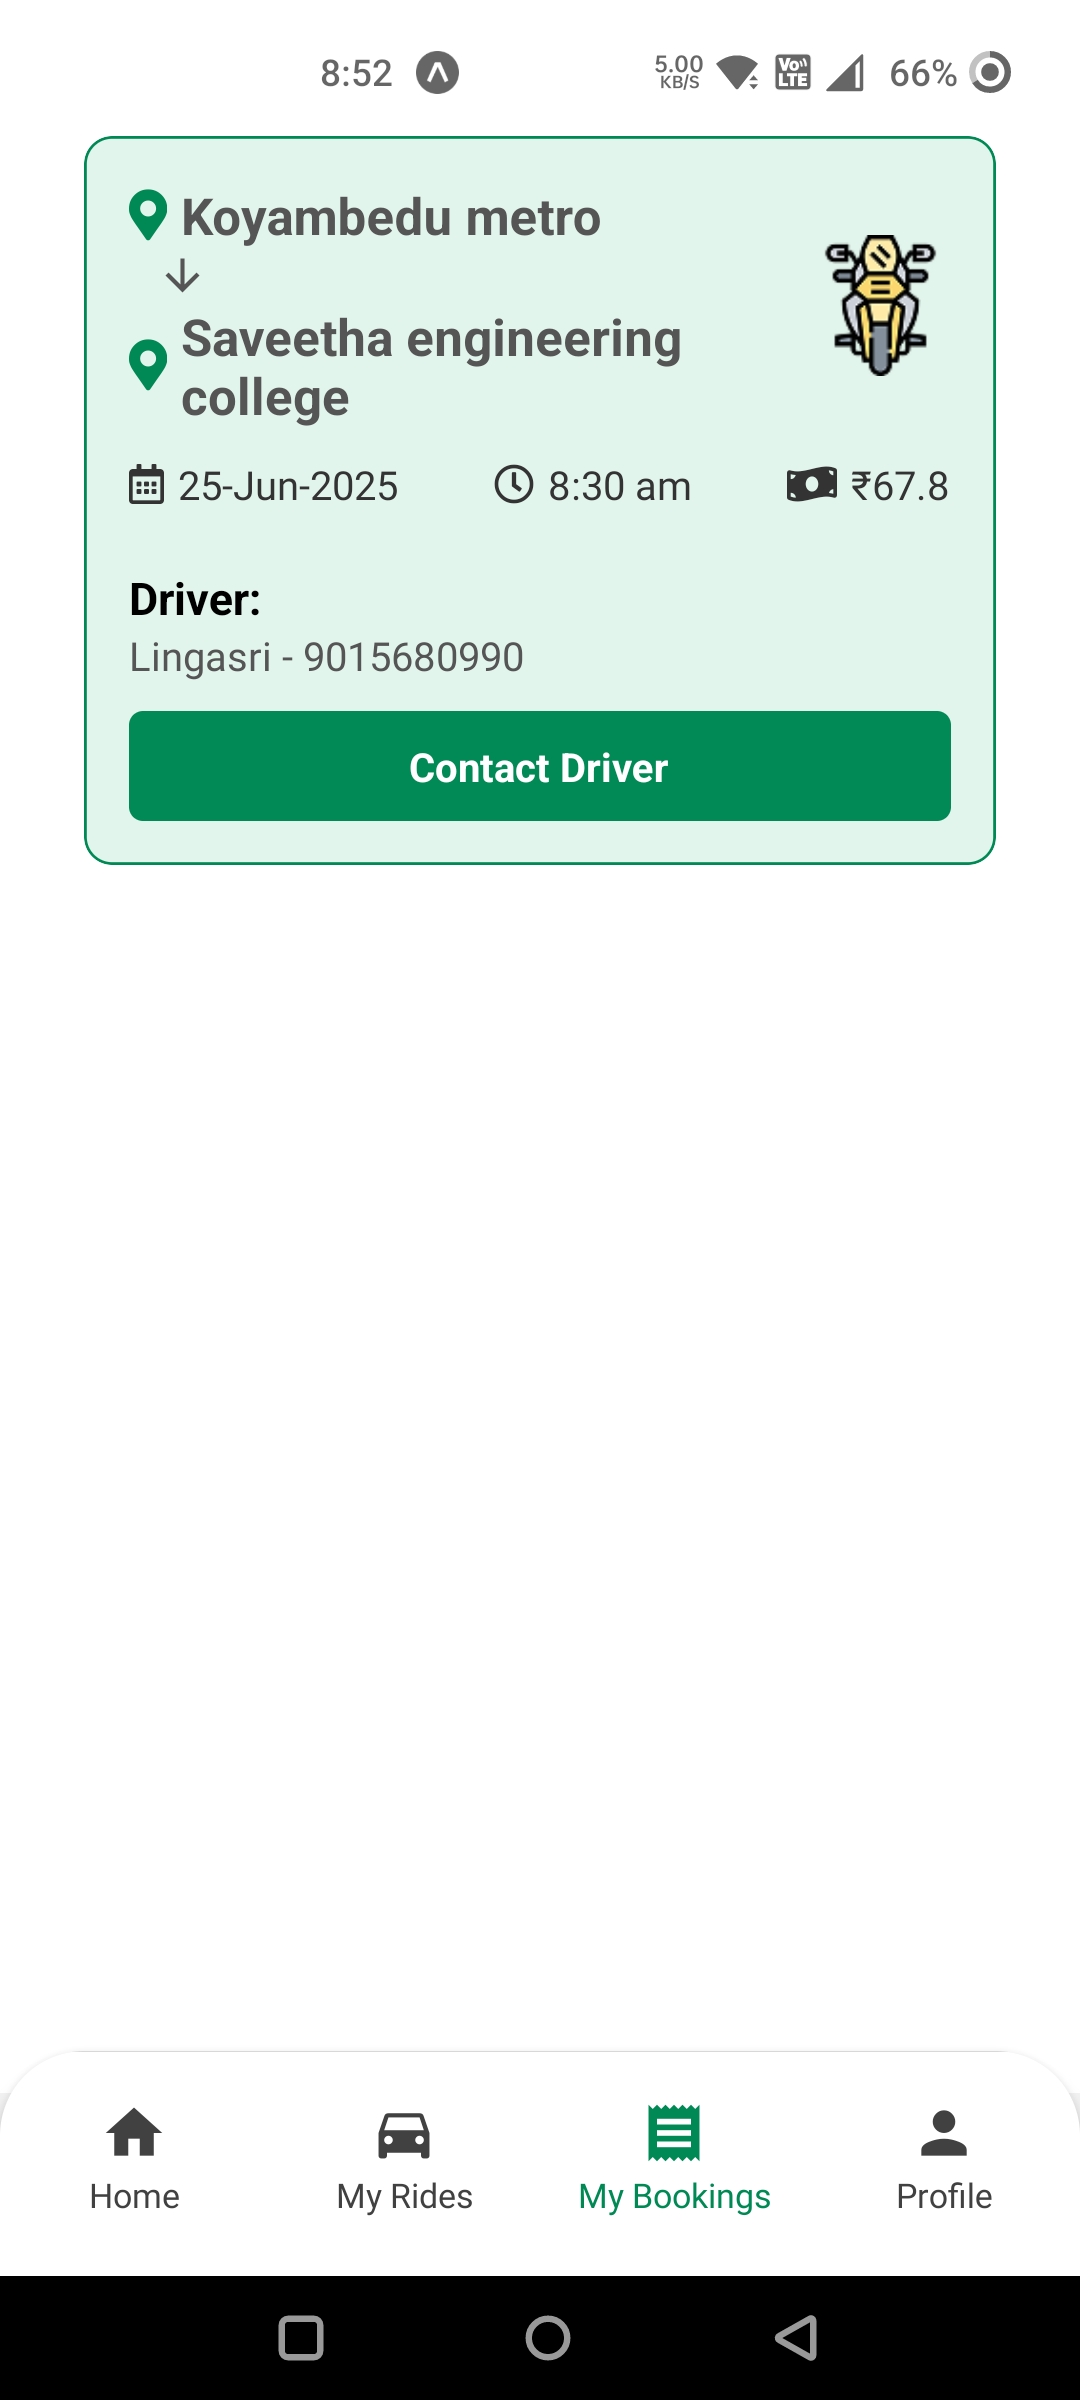 8:52
5.00
KB/S
Vo
LTE
66%
Koyambedu metro
Saveetha engineering
college
25-Jun-2025
8:30 am
₹67.8
Driver:
Lingasri - 9015680990
Contact Driver
Home
My Rides
My Bookings
Profile